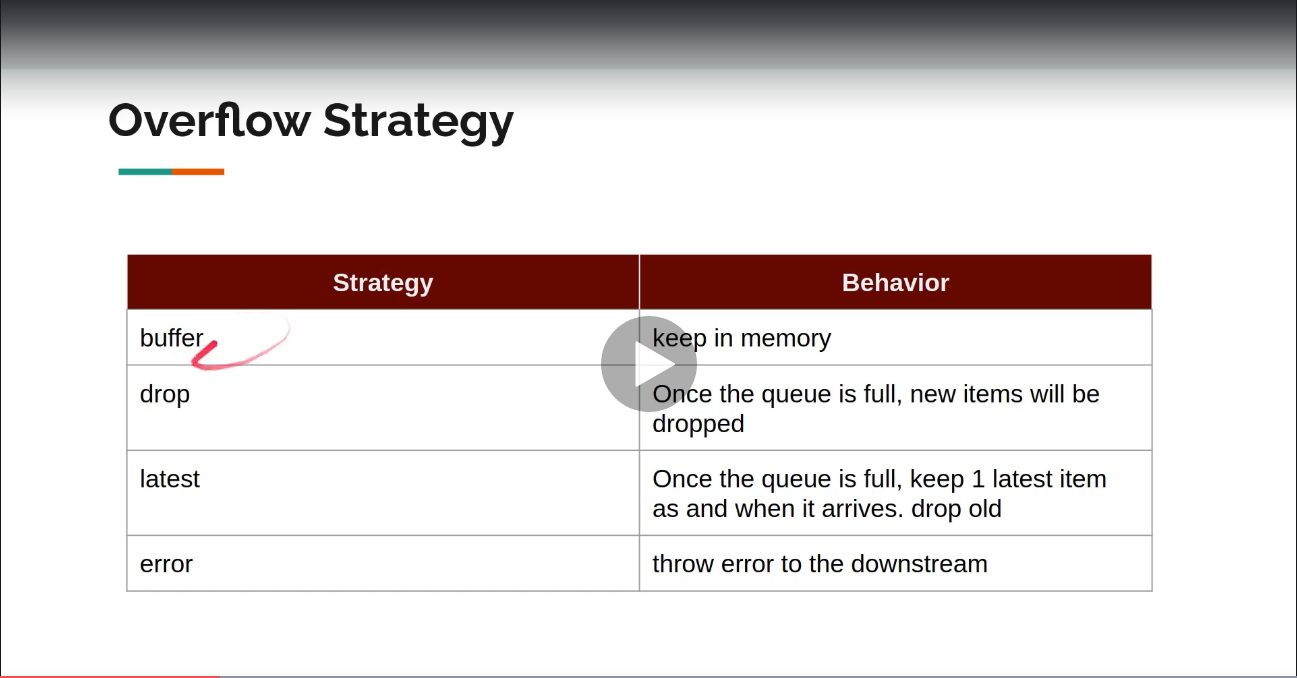 Overflow Strategy
Strategy
Behavior
buffer
keep in memory
drop
Once the queue is full, new items will be
dropped
latest
Once the queue is full, keep 1 latest item
as and when it arrives. drop old
error
throw error to the downstream